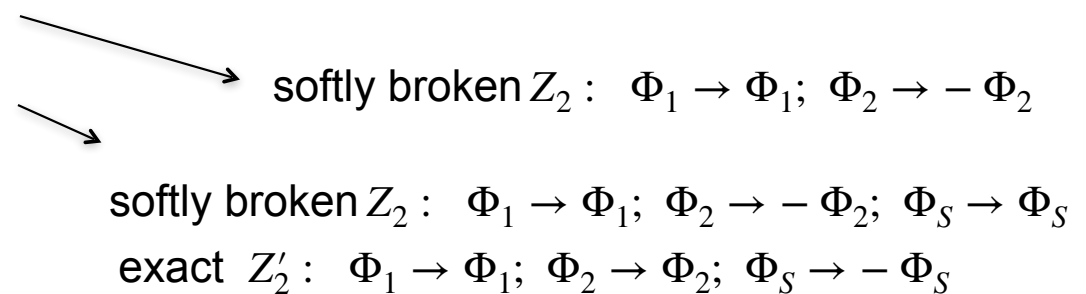 softly broken Z₂ : Φ₁ → Φ₁; Φ₂ → − Φ₂
softly broken Z₂ : Φ₁ → Φ₁; Φ₂ → − Φ₂; Φ_S → Φ_S
exact Z′₂ : Φ₁ → Φ₁; Φ₂ → Φ₂; Φ_S → − Φ_S